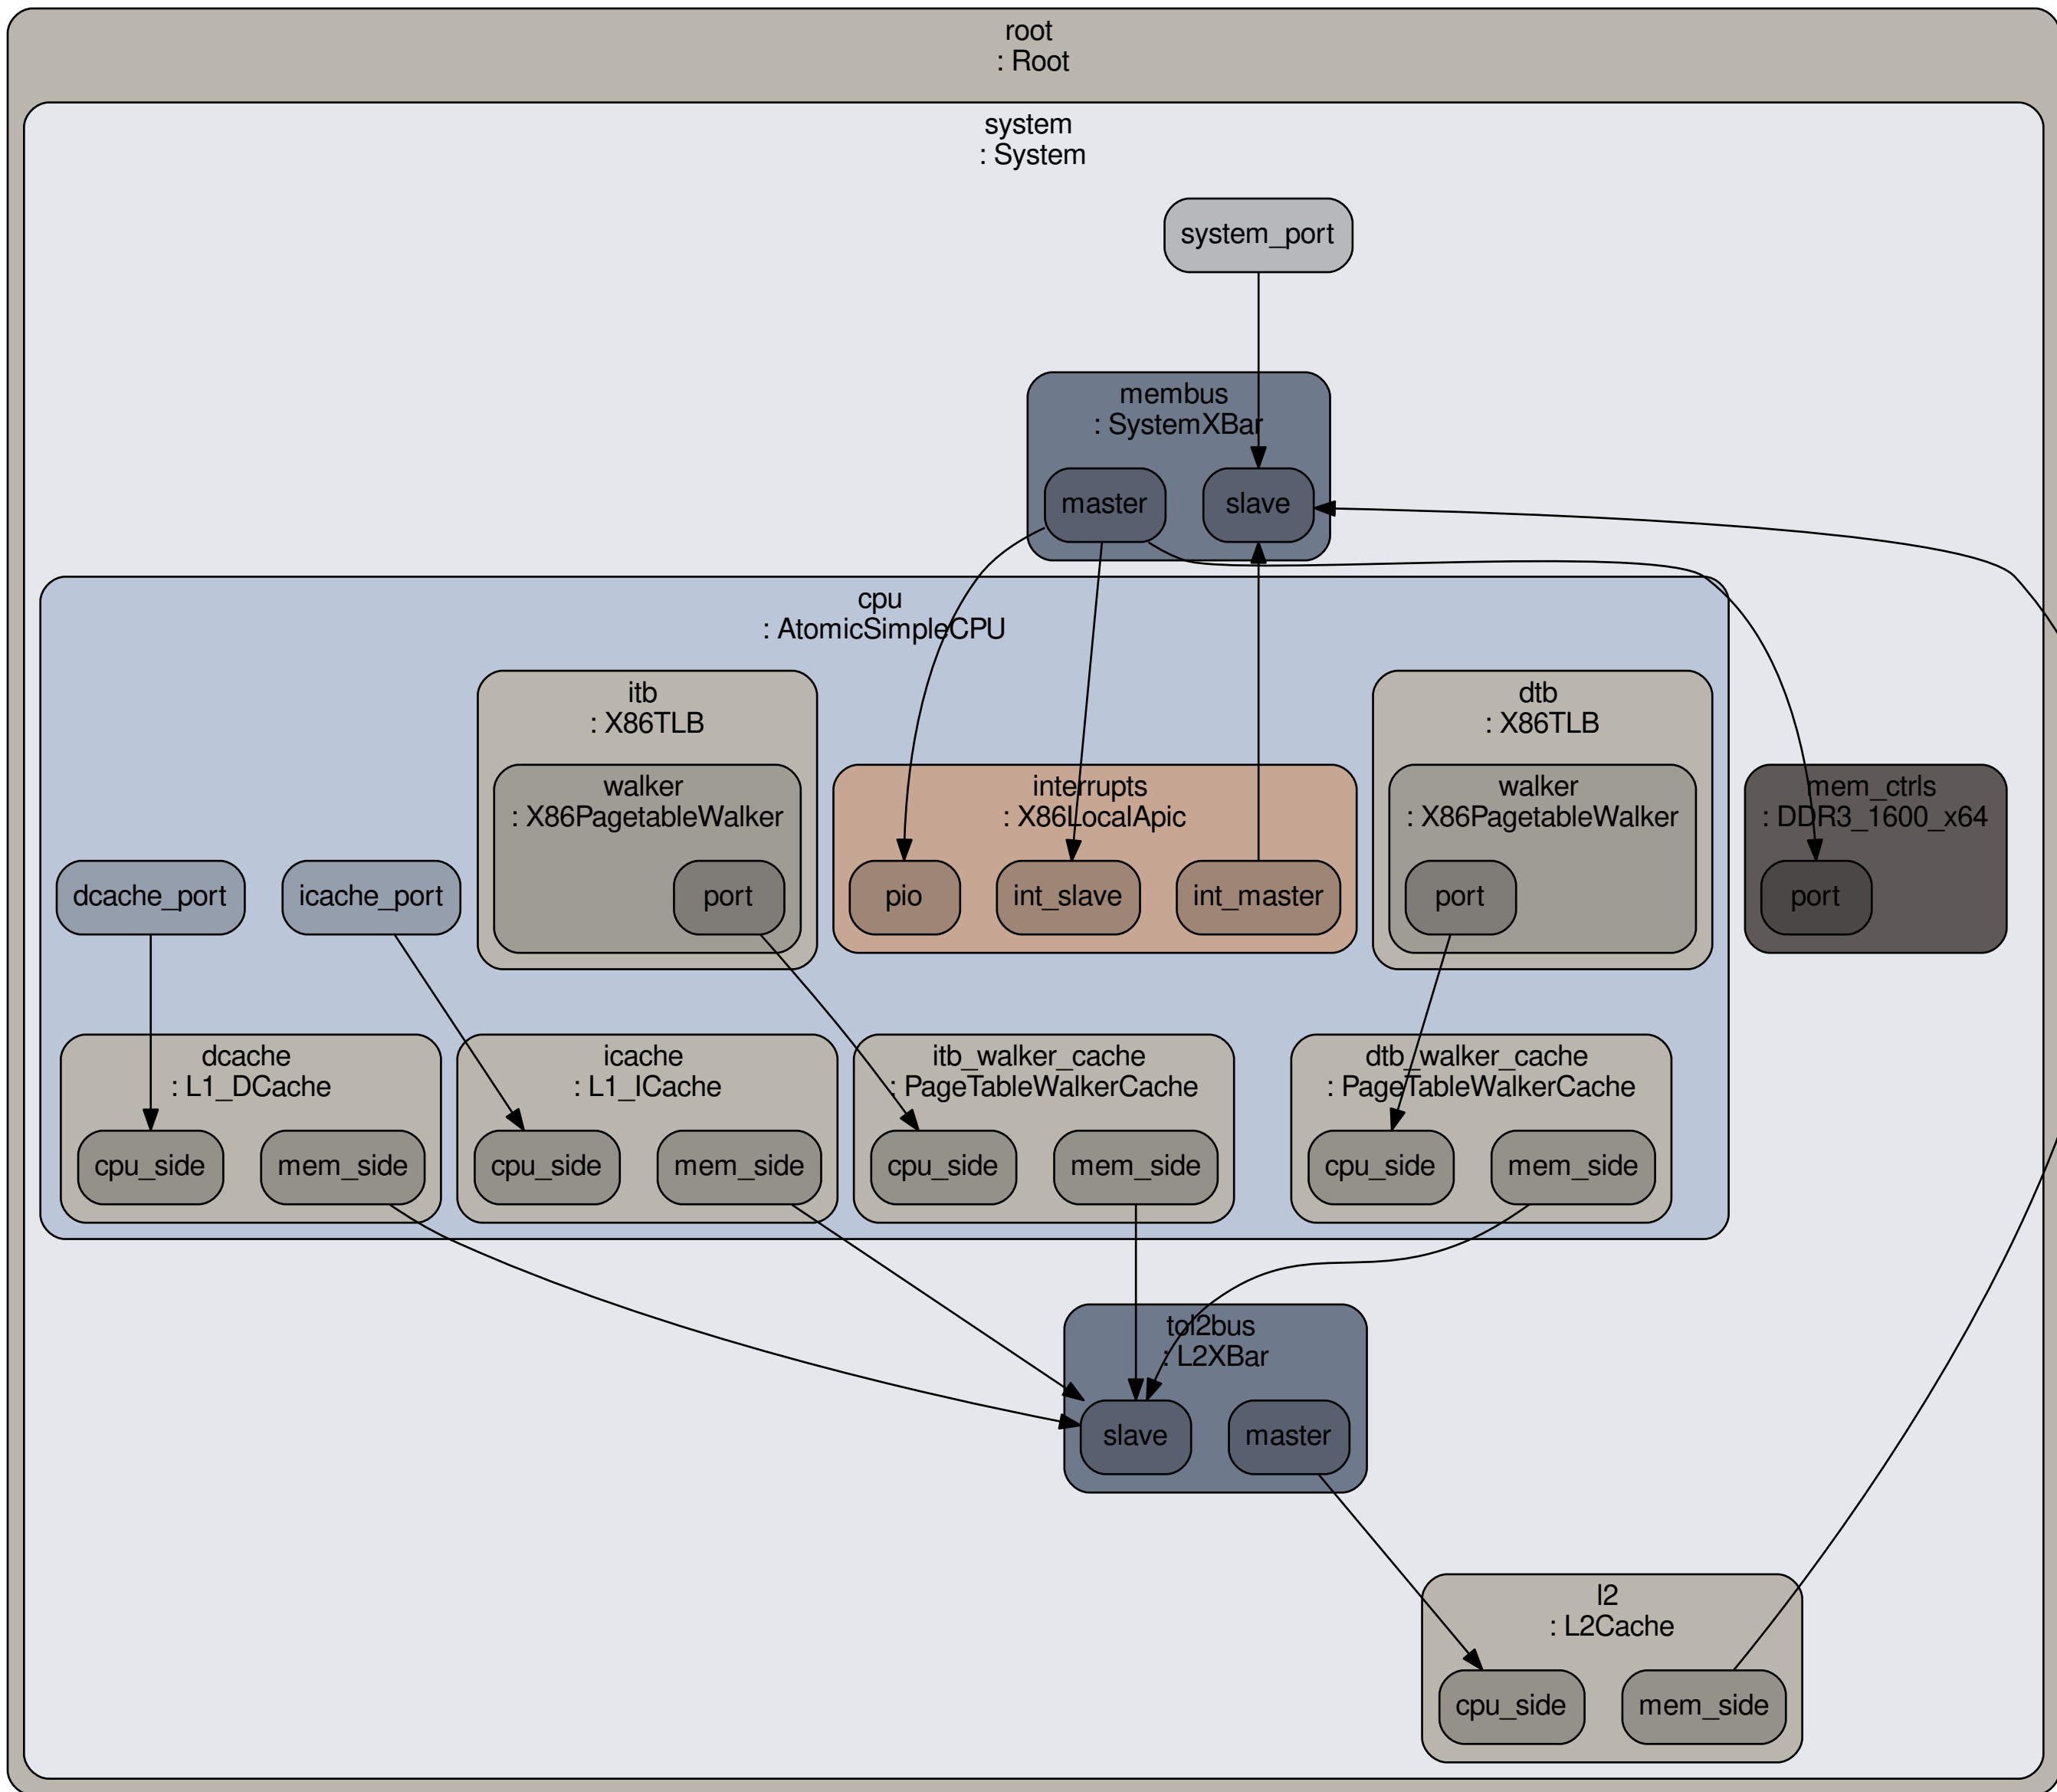 root
: Root
system
: System
system_port
membus
: SystemXBar
master
slave
cpu
: AtomicSimpleCPU
itb
: X86TLB
walker
: X86PagetableWalker
port
interrupts
: X86LocalApic
pio
int_slave
int_master
dtb
: X86TLB
walker
: X86PagetableWalker
port
mem_ctrls
: DDR3_1600_x64
port
dcache_port
icache_port
dcache
: L1_DCache
cpu_side
mem_side
icache
: L1_ICache
cpu_side
mem_side
itb_walker_cache
: PageTableWalkerCache
cpu_side
mem_side
dtb_walker_cache
: PageTableWalkerCache
cpu_side
mem_side
tol2bus
: L2XBar
slave
master
l2
: L2Cache
cpu_side
mem_side